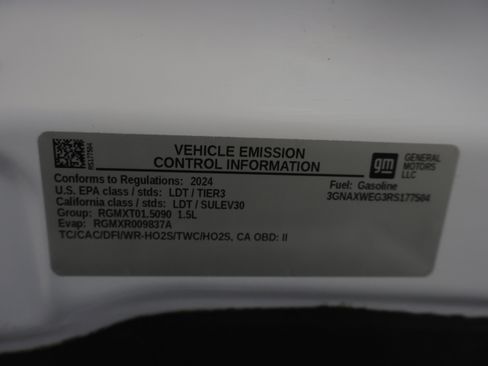 RS177504
VEHICLE EMISSION
CONTROL INFORMATION
gm
GENERAL
MOTORS
LLC
Conforms to Regulations: 2024
U.S. EPA class / stds: LDT / TIER3
California class / stds: LDT / SULEV30
Group: RGMXT01.5090 1.5L
Evap: RGMXR009837A
TC/CAC/DFI/WR-HO2S/TWC/HO2S, CA OBD: II
Fuel: Gasoline
3GNAXWEG3RS177504